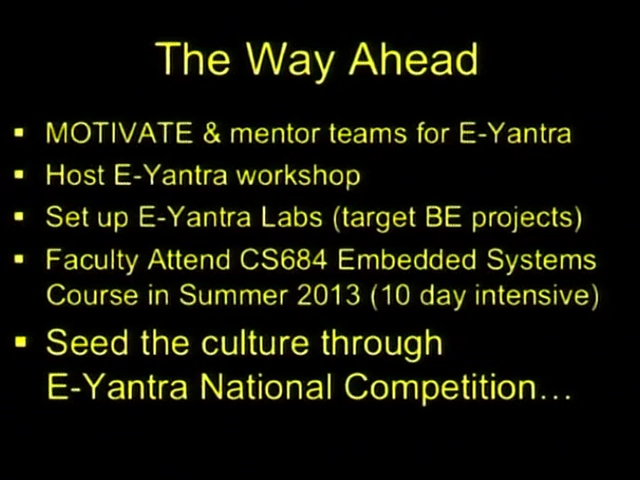 The Way Ahead
▪ MOTIVATE & mentor teams for E-Yantra
▪ Host E-Yantra workshop
▪ Set up E-Yantra Labs (target BE projects)
▪ Faculty Attend CS684 Embedded Systems
Course in Summer 2013 (10 day intensive)
▪ Seed the culture through
E-Yantra National Competition…